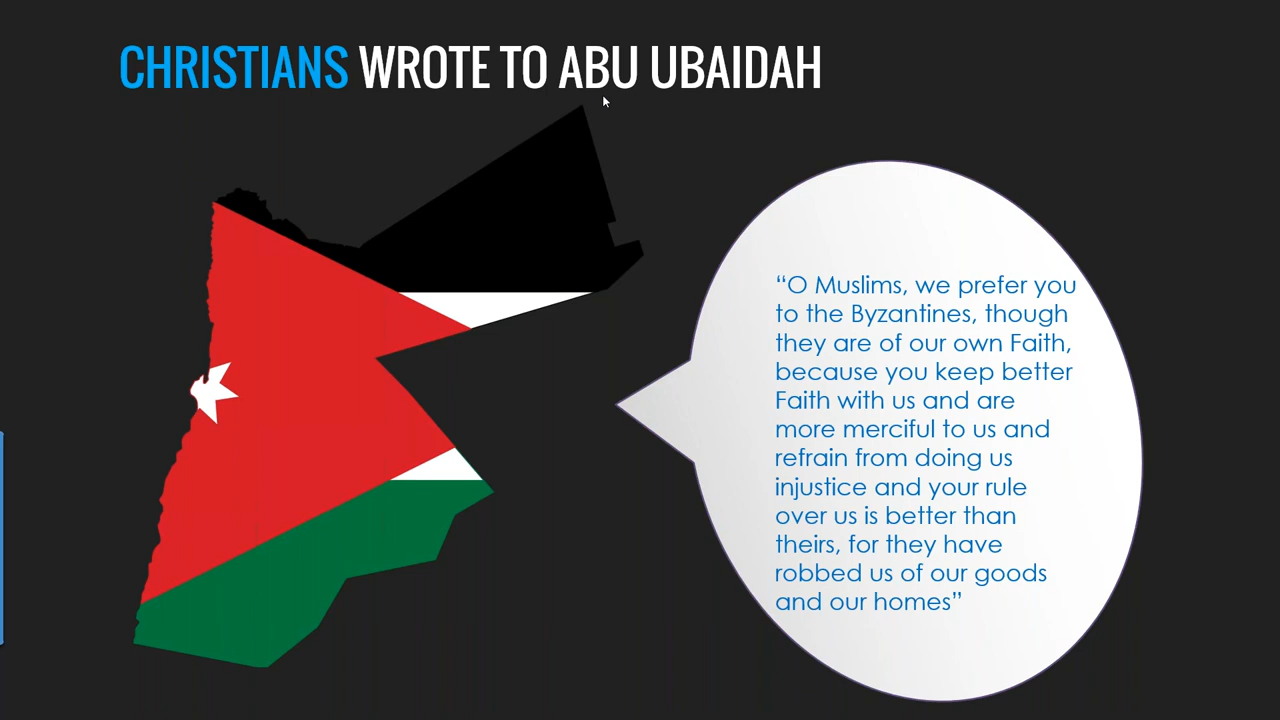 CHRISTIANS WROTE TO ABU UBAIDAH
“O Muslims, we prefer you
to the Byzantines, though
they are of our own Faith,
because you keep better
Faith with us and are
more merciful to us and
refrain from doing us
injustice and your rule
over us is better than
theirs, for they have
robbed us of our goods
and our homes”